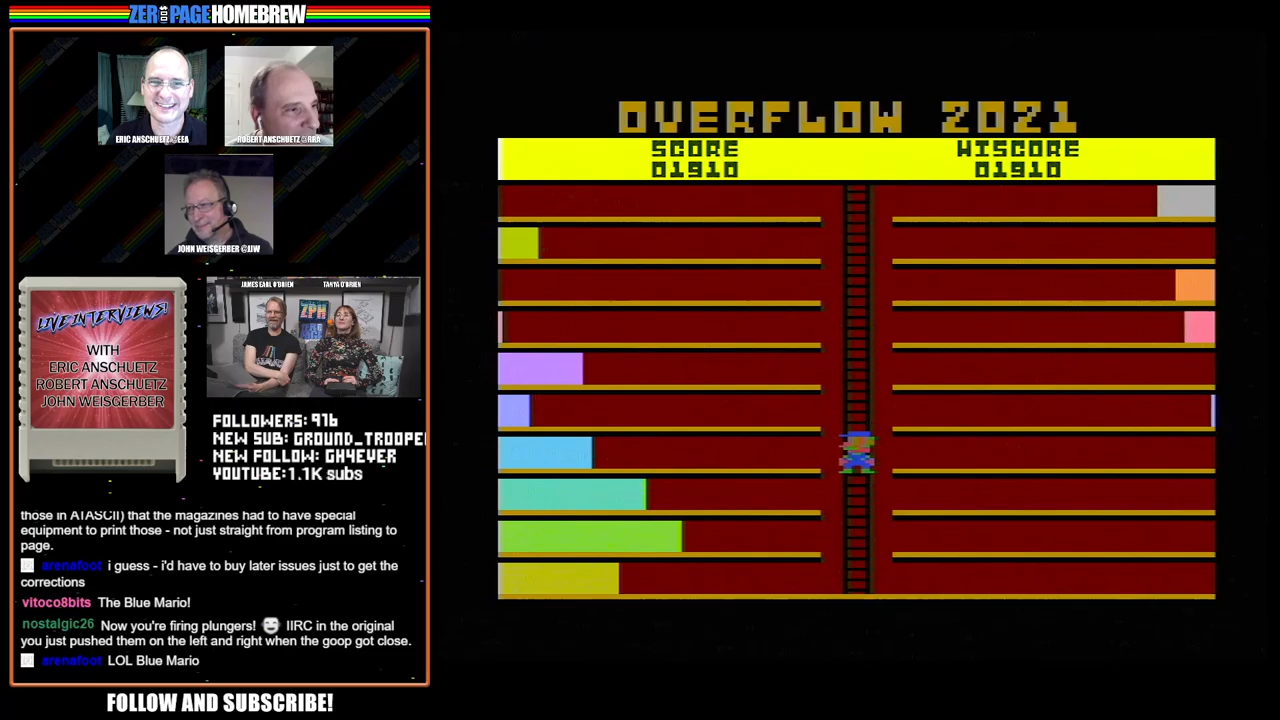 ZEROPAGE HOMEBREW
ERIC ANSCHUETZ @EEA
ROBERT ANSCHUETZ @RRA
JOHN WEISGERBER @JJW
LIVE INTERVIEWS!
WITH
ERIC ANSCHUETZ
ROBERT ANSCHUETZ
JOHN WEISGERBER
JAMES EARL O'BRIEN
TANYA O'BRIEN
ZPH
FOLLOWERS: 916
NEW SUB: GROUND_TROOPE
NEW FOLLOW: GH4EVER
YOUTUBE:1.1K subs
those in ATASCII) that the magazines had to have special
equipment to print those - not just straight from program listing to
page.
arenafoot i guess - i'd have to buy later issues just to get the
corrections
vitoco8bits The Blue Mario!
nostalgic26 Now you're firing plungers! IIRC in the original
you just pushed them on the left and right when the goop got close.
arenafoot LOL Blue Mario
FOLLOW AND SUBSCRIBE!
OVERFLOW 2021
SCORE HISCORE
01910 01910